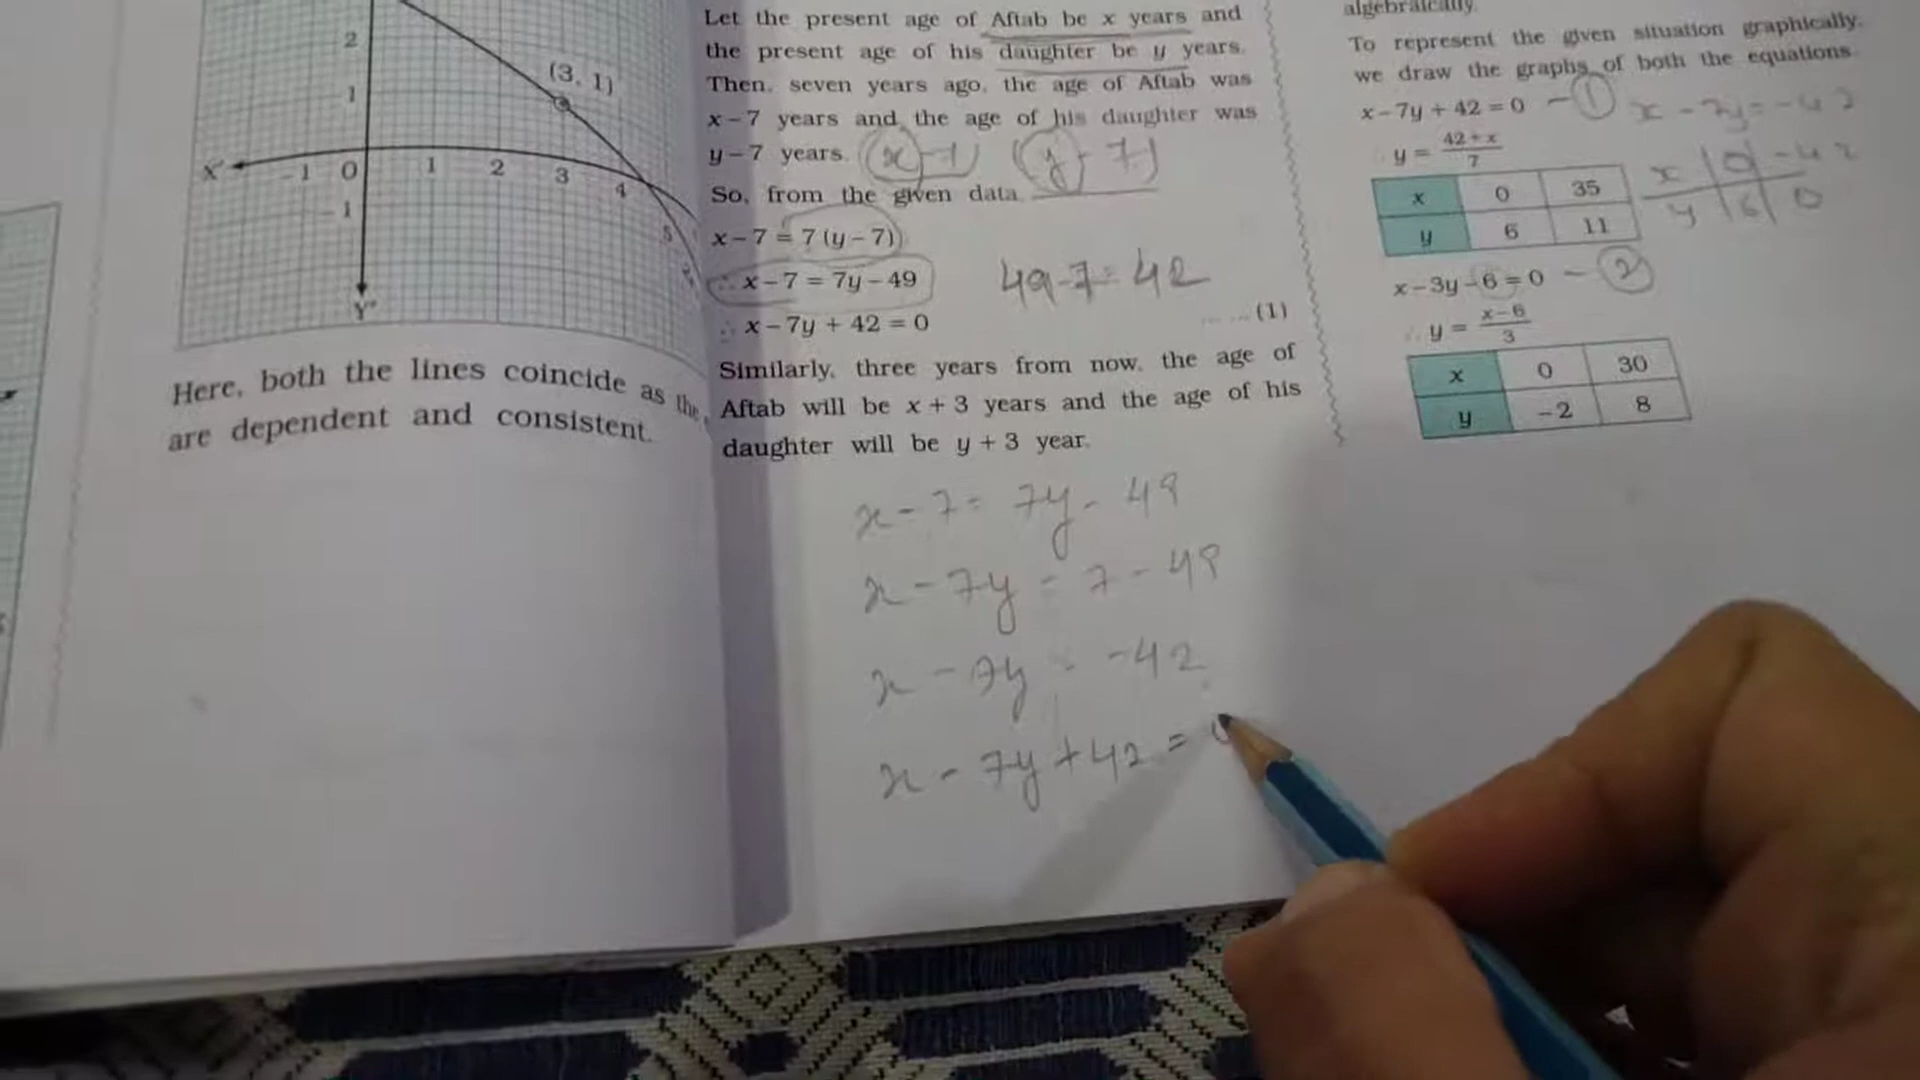 2
1
(3, 1)
X'
-1
0
1
2
3
4
5
-1
Y'
Here, both the lines coincide as the
are dependent and consistent.
Let the present age of Aftab be x years and
the present age of his daughter be y years.
Then, seven years ago, the age of Aftab was
x – 7 years and the age of his daughter was
y – 7 years. (x-7) (y-7)
So, from the given data
x – 7 = 7 (y – 7)
∴ x – 7 = 7y – 49
49-7=42
∴ x – 7y + 42 = 0 ... ... (1)
Similarly, three years from now, the age of
Aftab will be x + 3 years and the age of his
daughter will be y + 3 year.
x - 7 = 7y - 49
x - 7y = 7 - 49
x - 7y = -42
x - 7y + 42 =
algebraically
To represent the given situation graphically,
we draw the graphs of both the equations.
x – 7y + 42 = 0 - 1
x - 7y = -42
∴ y = 42 + x / 7
x 0 35
y 6 11
x 0 -42
y 6 0
x – 3y – 6 = 0 - 2
∴ y = x – 6 / 3
x 0 30
y –2 8